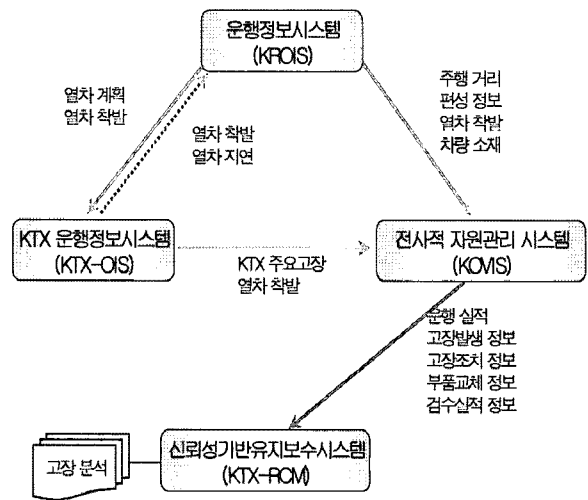 운행정보시스템
(KROIS)
열차 계획
열차 착발
주행 거리
편성 정보
열차 착발
차량 소재
열차 착발
열차 지연
KTX 운행정보시스템
(KTX-OIS)
전사적 자원관리 시스템
(KOVIS)
KTX 주요고장
열차 착발
운행 실적
고장발생 정보
고장조치 정보
부품교체 정보
검수실적 정보
고장 분석
신뢰성기반유지보수시스템
(KTX-RCM)